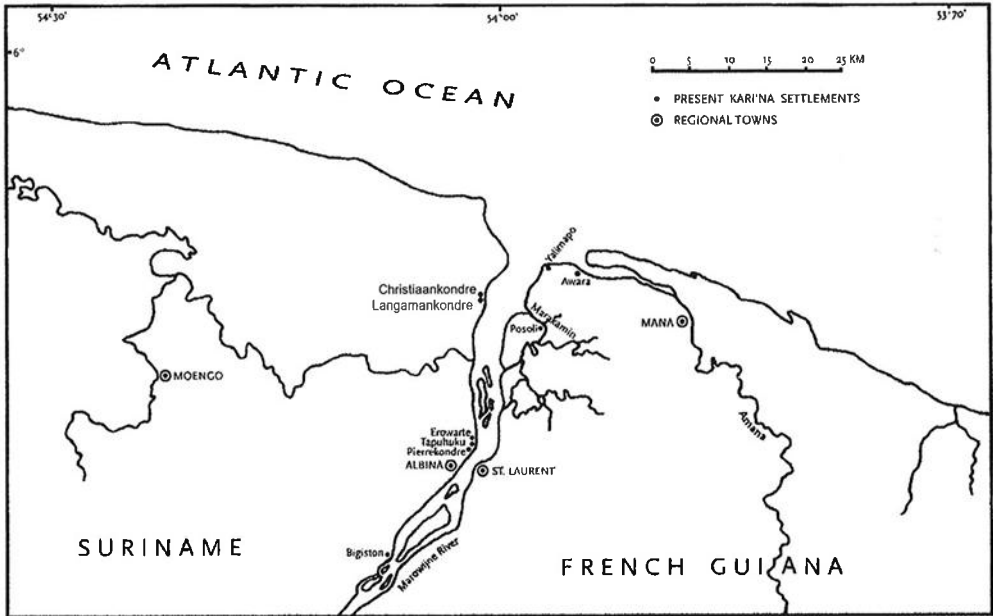 54°30'
54°00'
53°70'
6°
ATLANTIC OCEAN
0 5 10 15 20 25 KM
PRESENT KARI'NA SETTLEMENTS
REGIONAL TOWNS
Yalimapo
Awara
Christiaankondre
Langamankondre
Marakamin
Posoli
MANA
MOENGO
Amana
Erowarte
Tapuhuku
Pierrekondre
ALBINA
ST. LAURENT
SURINAME
Bigiston
Marowijne River
FRENCH GUIANA